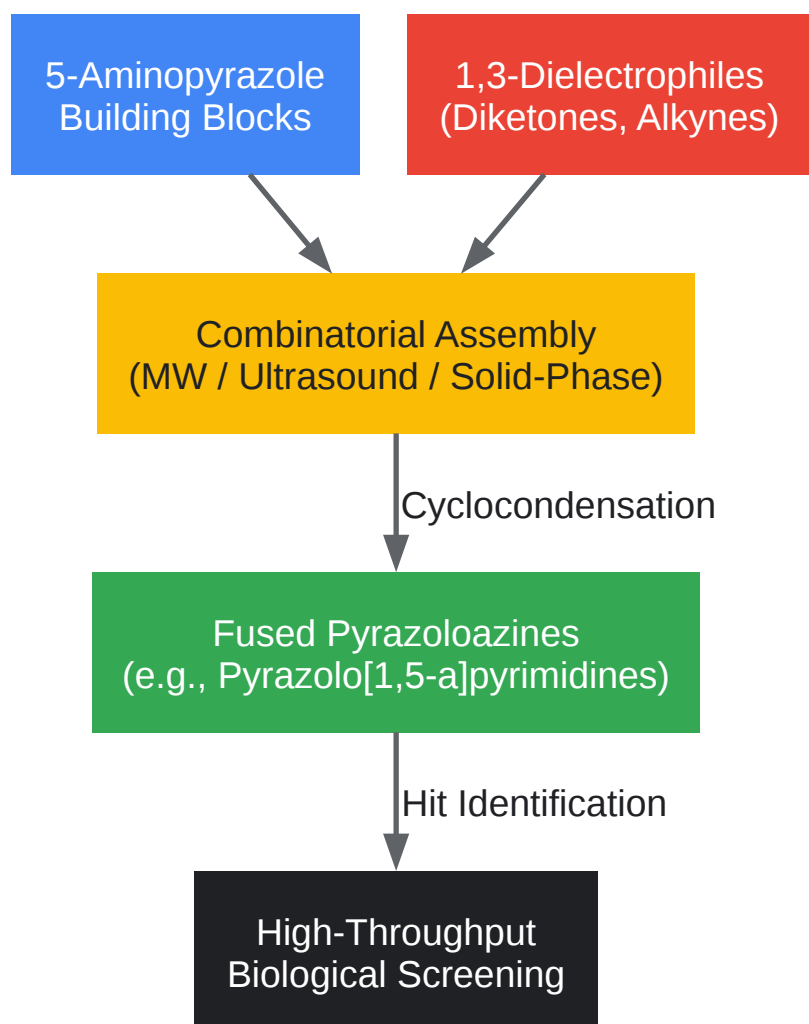 5-Aminopyrazole
Building Blocks
1,3-Dielectrophiles
(Diketones, Alkynes)
Combinatorial Assembly
(MW / Ultrasound / Solid-Phase)
Cyclocondensation
Fused Pyrazoloazines
(e.g., Pyrazolo[1,5-a]pyrimidines)
Hit Identification
High-Throughput
Biological Screening